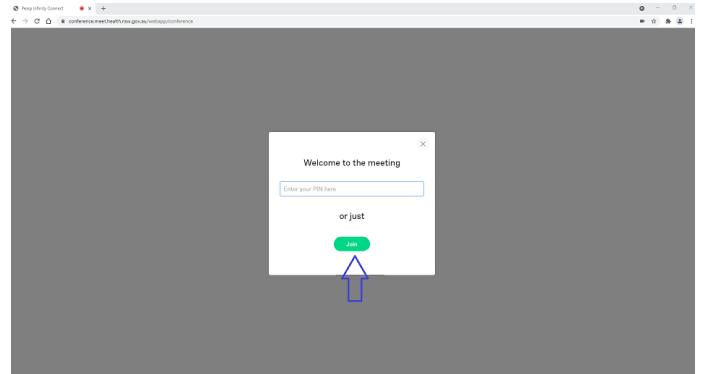 Pexip Infinity Connect
conference.meet.health.nsw.gov.au/webapp/conference
Welcome to the meeting
Enter your PIN here
or just
Join